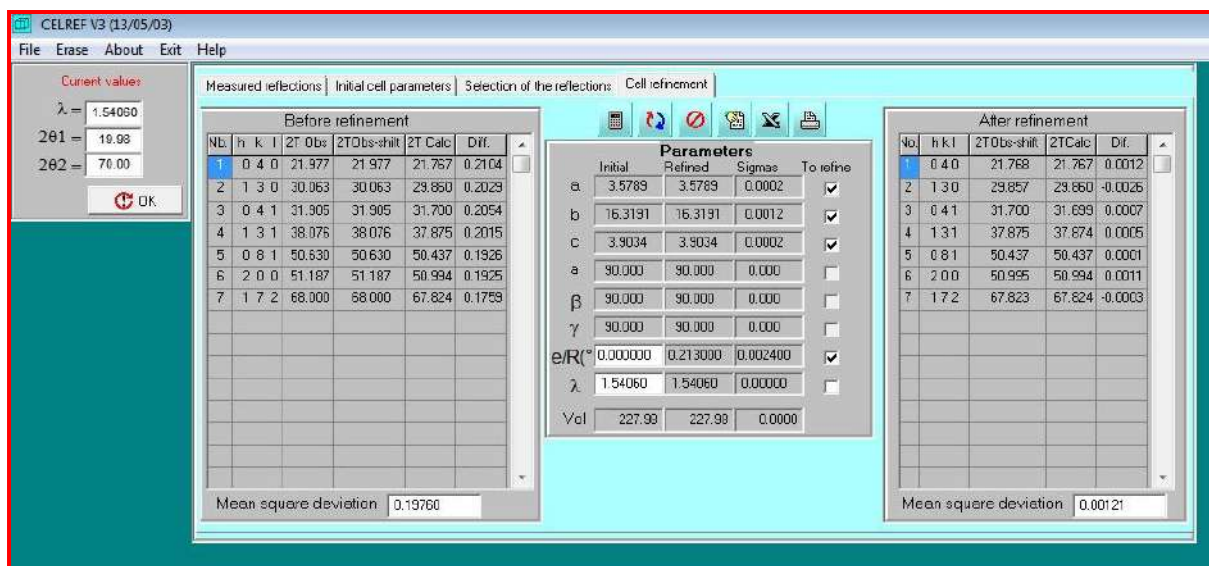 CELREF V3 (13/05/03)
File Erase About Exit Help
Current values
λ = 1.54060
2θ1 = 19.98
2θ2 = 70.00
OK
Measured reflections Initial cell parameters Selection of the reflections Cell refinement
Before refinement
Nb. h k l 2T Obs 2TObs-shift 2T Calc Diff.
1 0 4 0 21.977 21.977 21.767 0.2104
2 1 3 0 30.063 30.063 29.860 0.2029
3 0 4 1 31.905 31.905 31.700 0.2054
4 1 3 1 38.076 38.076 37.875 0.2015
5 0 8 1 50.630 50.630 50.437 0.1926
6 2 0 0 51.187 51.187 50.994 0.1925
7 1 7 2 68.000 68.000 67.824 0.1759
Mean square deviation 0.19760
Parameters
Initial Refined Sigmas To refine
a 3.5789 3.5789 0.0002
b 16.3191 16.3191 0.0012
c 3.9034 3.9034 0.0002
a 90.000 90.000 0.000
β 90.000 90.000 0.000
γ 90.000 90.000 0.000
e/R(° 0.000000 0.213000 0.002400
λ 1.54060 1.54060 0.00000
Vol 227.98 227.98 0.0000
After refinement
No. h k l 2TObs-shift 2TCalc Dif.
1 0 4 0 21.768 21.767 0.0012
2 1 3 0 29.857 29.860 -0.0026
3 0 4 1 31.700 31.699 0.0007
4 1 3 1 37.875 37.874 0.0005
5 0 8 1 50.437 50.437 0.0001
6 2 0 0 50.995 50.994 0.0011
7 1 7 2 67.823 67.824 -0.0003
Mean square deviation 0.00121